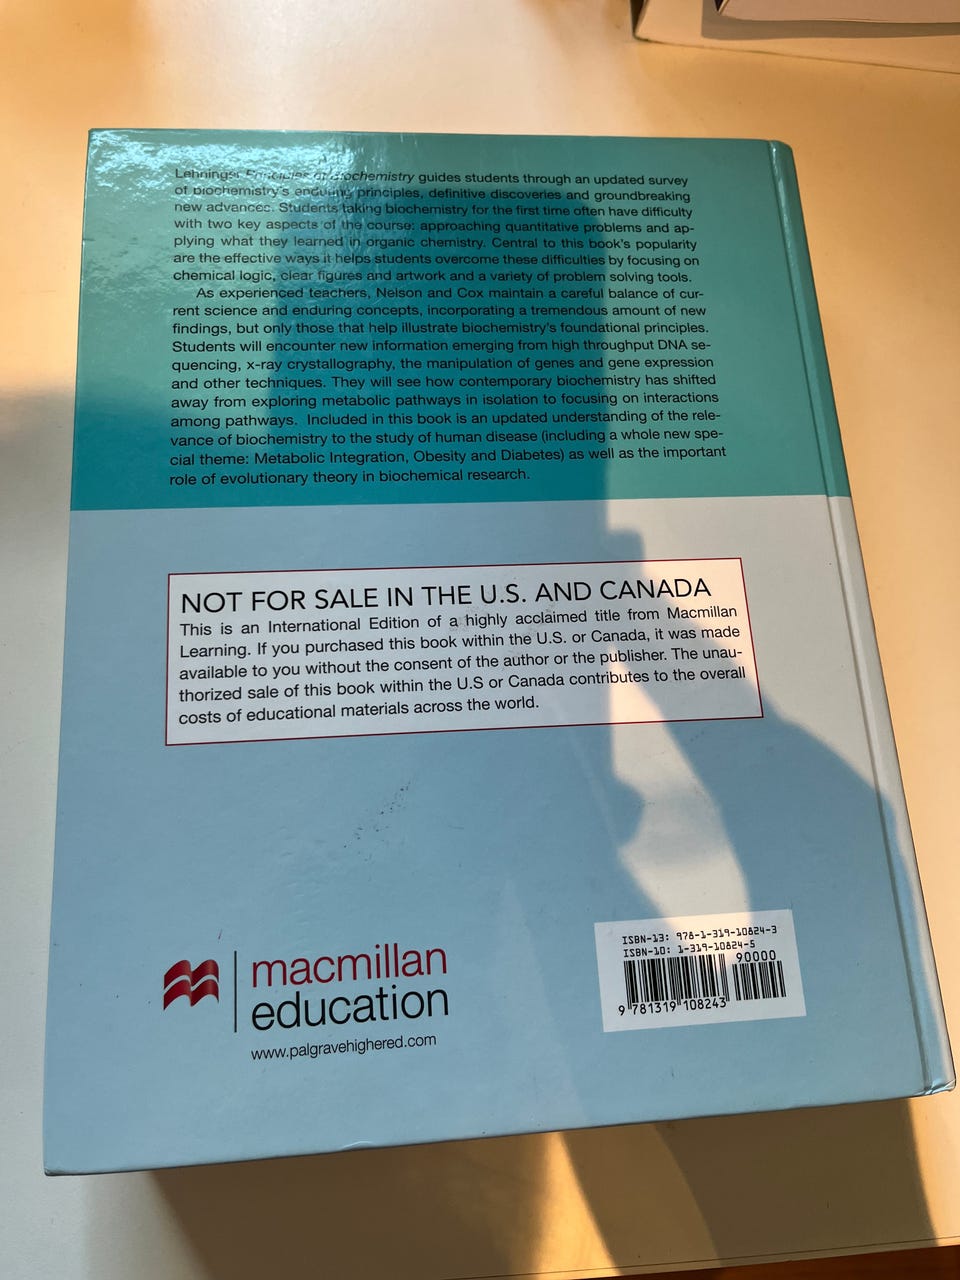 Lehninger Principles of Biochemistry guides students through an updated survey
of biochemistry's enduring principles, definitive discoveries and groundbreaking
new advances. Students taking biochemistry for the first time often have difficulty
with two key aspects of the course: approaching quantitative problems and ap-
plying what they learned in organic chemistry. Central to this book's popularity
are the effective ways it helps students overcome these difficulties by focusing on
chemical logic, clear figures and artwork and a variety of problem solving tools.
As experienced teachers, Nelson and Cox maintain a careful balance of cur-
rent science and enduring concepts, incorporating a tremendous amount of new
findings, but only those that help illustrate biochemistry's foundational principles.
Students will encounter new information emerging from high throughput DNA se-
quencing, x-ray crystallography, the manipulation of genes and gene expression
and other techniques. They will see how contemporary biochemistry has shifted
away from exploring metabolic pathways in isolation to focusing on interactions
among pathways. Included in this book is an updated understanding of the rele-
vance of biochemistry to the study of human disease (including a whole new spe-
cial theme: Metabolic Integration, Obesity and Diabetes) as well as the important
role of evolutionary theory in biochemical research.
NOT FOR SALE IN THE U.S. AND CANADA
This is an International Edition of a highly acclaimed title from Macmillan
Learning. If you purchased this book within the U.S. or Canada, it was made
available to you without the consent of the author or the publisher. The unau-
thorized sale of this book within the U.S or Canada contributes to the overall
costs of educational materials across the world.
macmillan
education
www.palgravehighered.com
ISBN-13: 978-1-319-10824-3
ISBN-10: 1-319-10824-5
90000
9 781319 108243